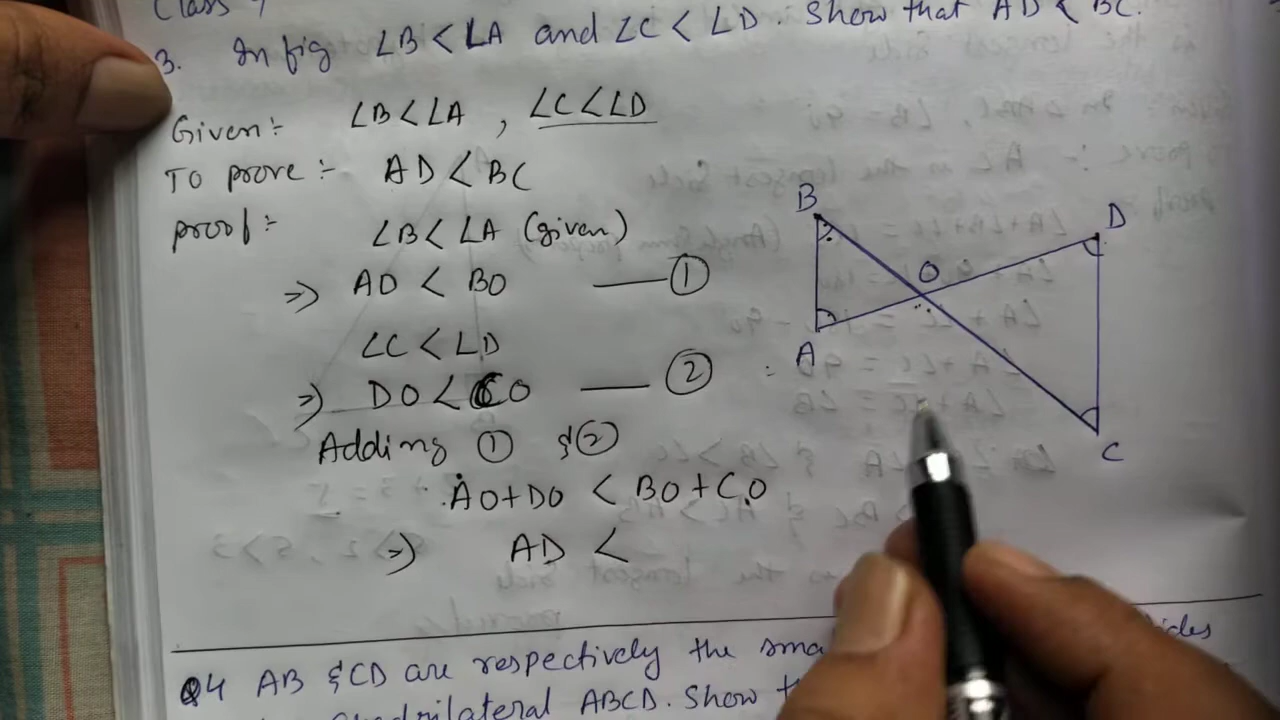 Class 9
3. In fig ∠B < ∠A and ∠C < ∠D. Show that AD < BC.
Given:- ∠B < ∠A , ∠C < ∠D
To prove:- AD < BC
proof:- ∠B < ∠A (given)
=> AO < BO —— ①
∠C < ∠D
=> DO < CO —— ②
Adding ① & ②
AO+DO < BO+CO
=> AD <
B
D
O
A
C
Q4 AB & CD are respectively the
quadrilateral ABCD. Show